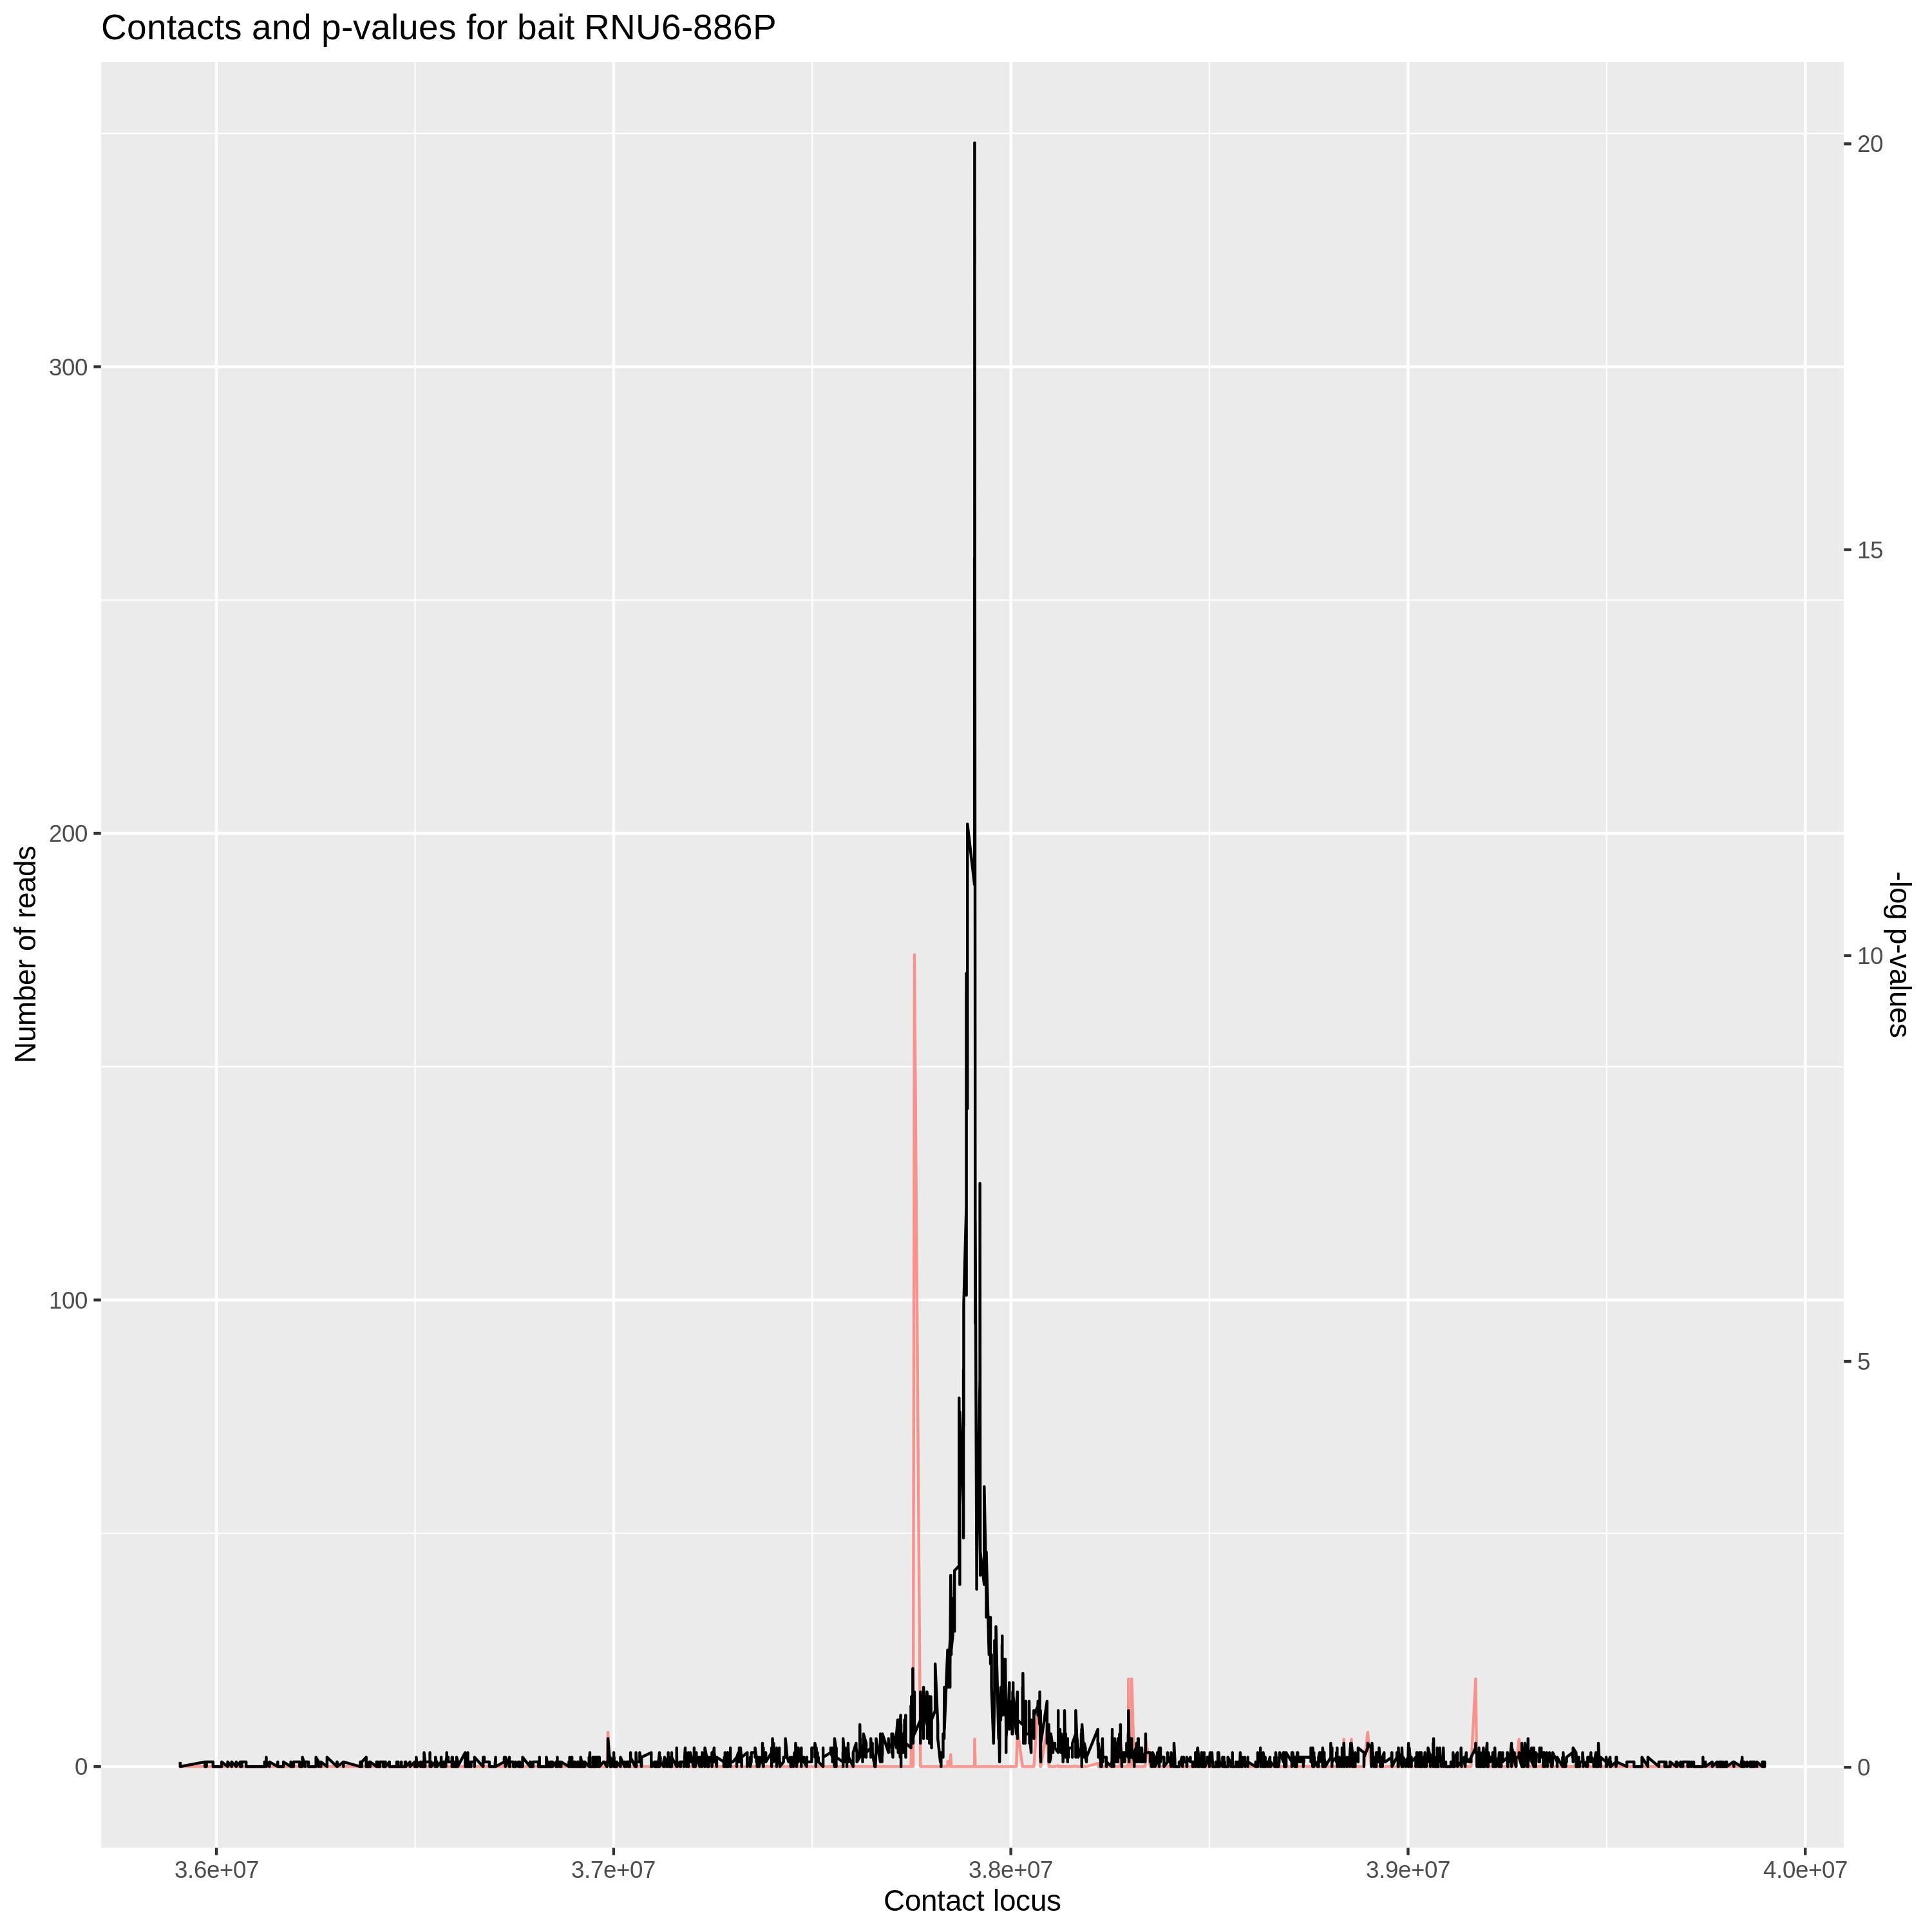 Contacts and p-values for bait RNU6-886P
20
300
15
200
Number of reads
-log p-values
10
100
5
0
0
3.6e+07 3.7e+07 3.8e+07 3.9e+07 4.0e+07
Contact locus